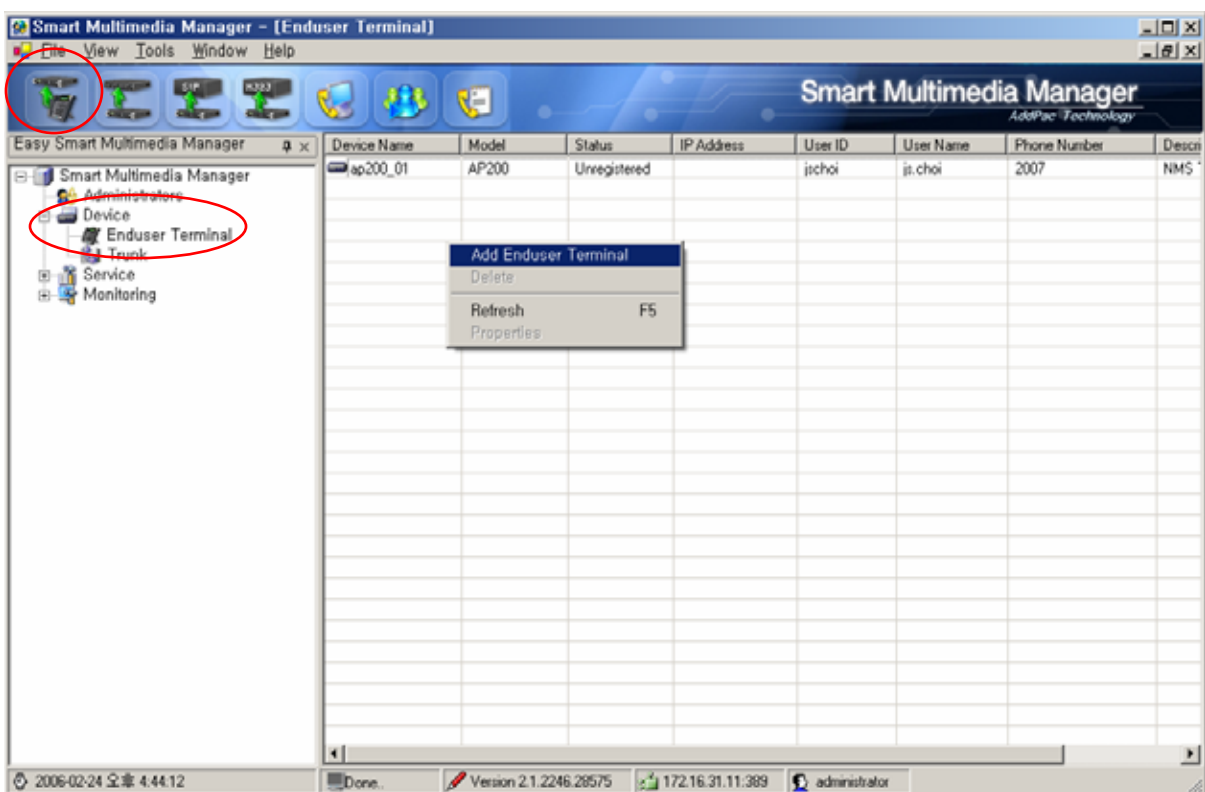 Smart Multimedia Manager - [Enduser Terminal]
File View Tools Window Help
SIP H323
Smart Multimedia Manager
AddPac Technology
Easy Smart Multimedia Manager
Device Name Model Status IP Address User ID User Name Phone Number Descri
ap200_01 AP200 Unregistered jschoi js.choi 2007 NMS
Smart Multimedia Manager
Administrators
Device
Enduser Terminal
Trunk
Service
Monitoring
Add Enduser Terminal
Delete
Refresh F5
Properties
2006-02-24 오후 4:44:12 Done.. Version 2.1.2246.28575 172.16.31.11:389 administrator